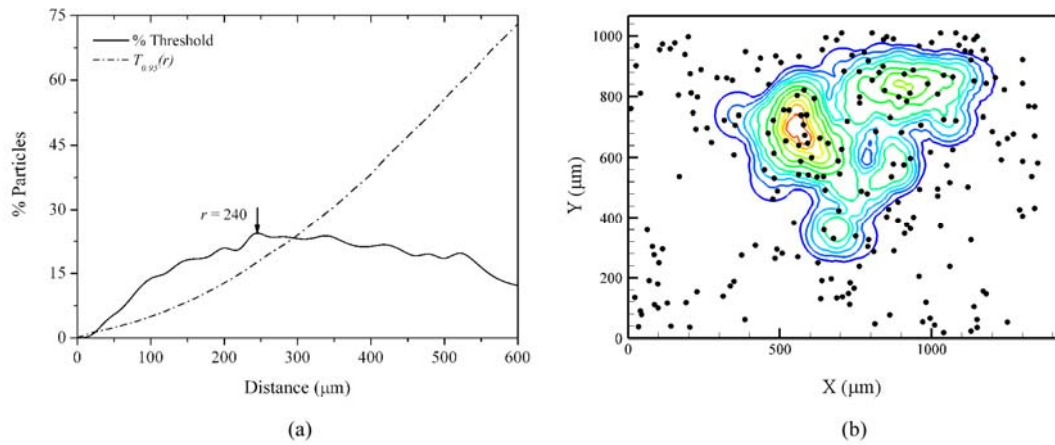 75
% Threshold
T0.95(r)
60
45
% Particles
30
r = 240
15
0
0 100 200 300 400 500 600
Distance (μm)
(a)
1000
800
600
Y (μm)
400
200
0
0 500 1000
X (μm)
(b)